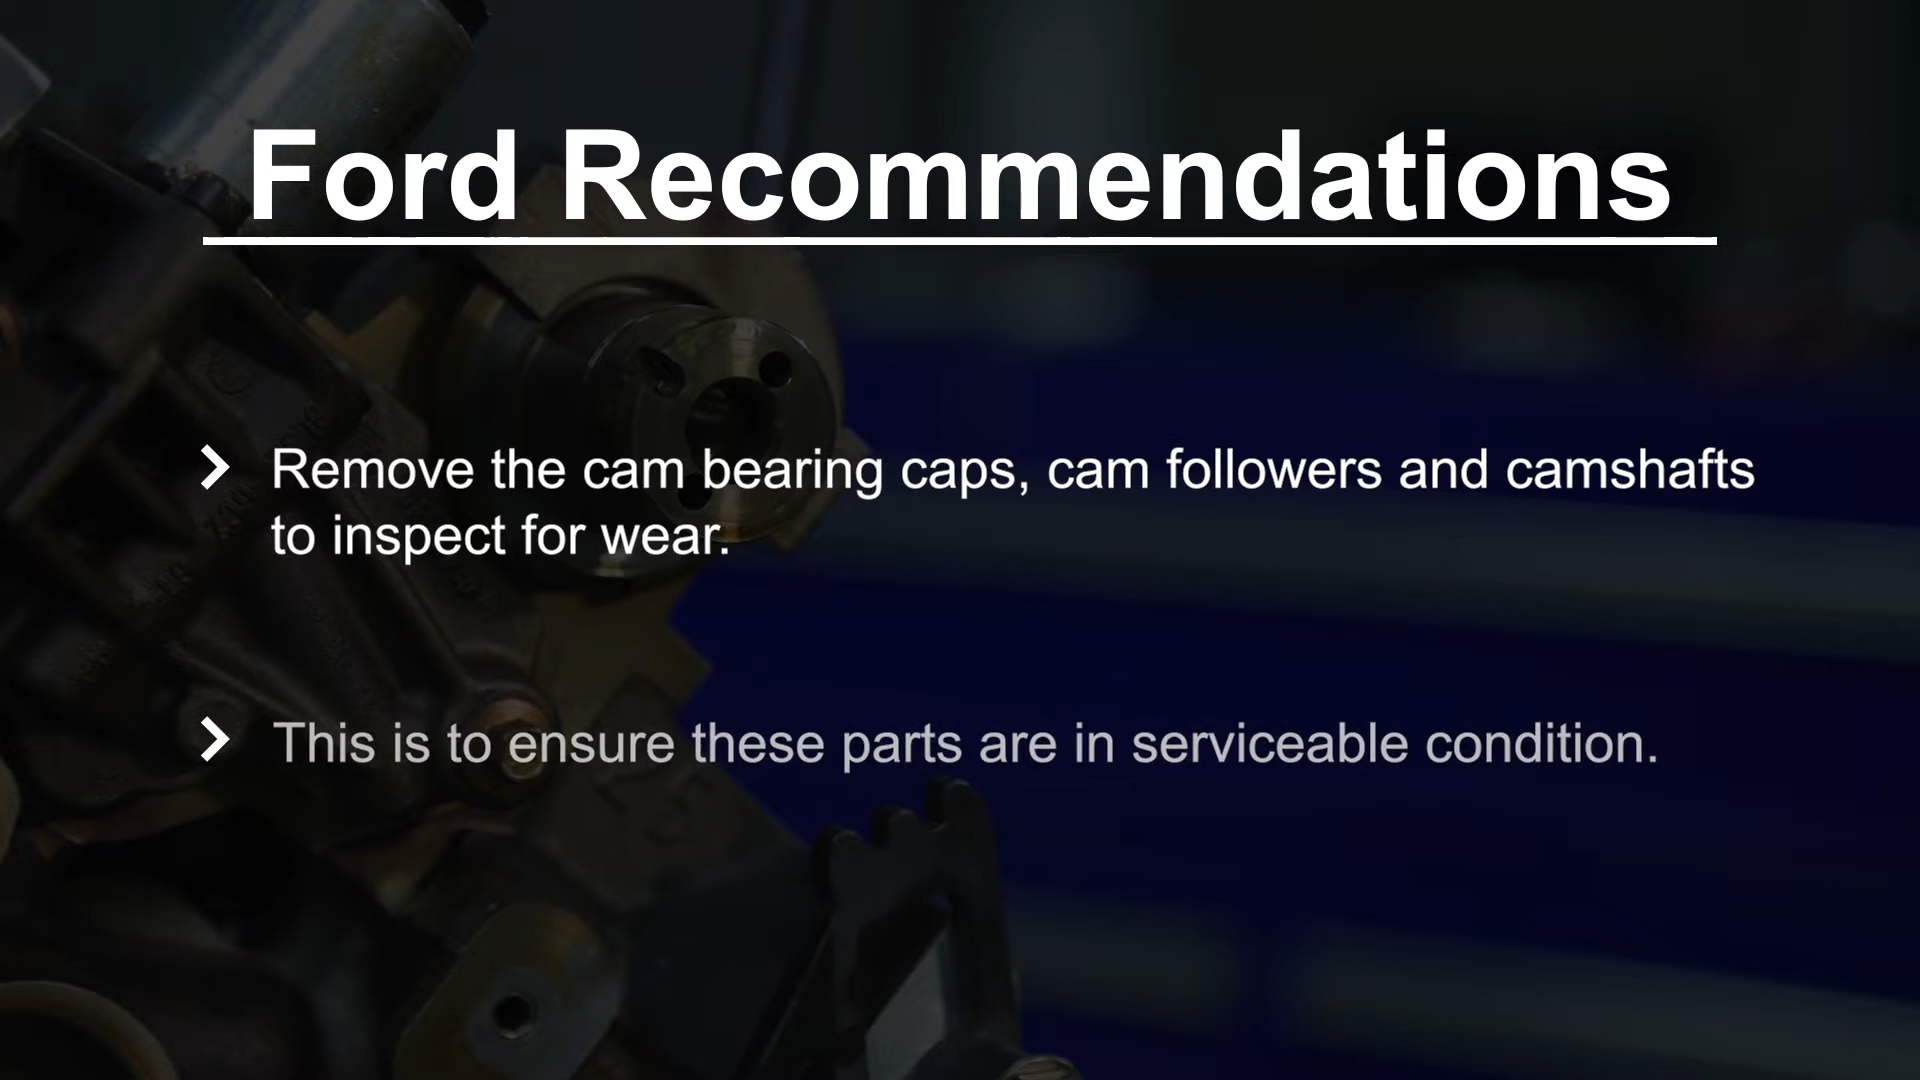 Ford Recommendations
Remove the cam bearing caps, cam followers and camshafts
to inspect for wear.
This is to ensure these parts are in serviceable condition.